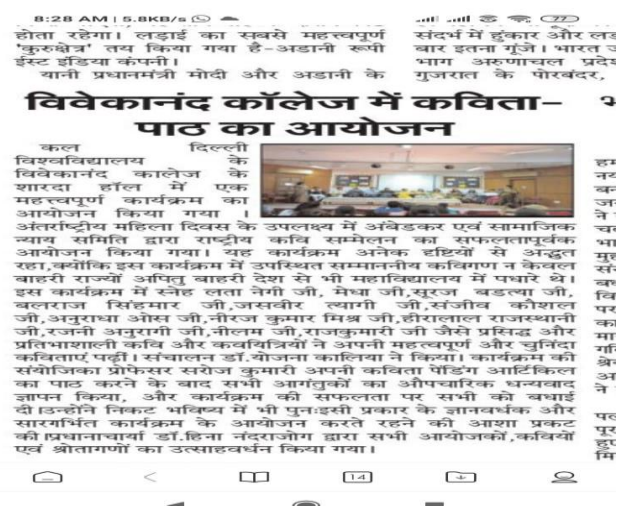 8:28 AM | 5.8KB/s
77
होता रहेगा। लड़ाई का सबसे महत्त्वपूर्ण
'कुरुक्षेत्र' तय किया गया है-अडानी रूपी
ईस्ट इंडिया कंपनी।
यानी प्रधानमंत्री मोदी और अडानी के
संदर्भ में हुंकार और लड़
बार इतना गूंजे। भारत ज
भाग अरुणाचल प्रदेश
गुजरात के पोरबंदर,
विवेकानंद कॉलेज में कविता-
पाठ का आयोजन
कल दिल्ली
विश्वविद्यालय के
विवेकानंद कालेज के
शारदा हॉल में एक
महत्त्वपूर्ण कार्यक्रम का
आयोजन किया गया ।
अंतर्राष्ट्रीय महिला दिवस के उपलक्ष्य में अंबेडकर एवं सामाजिक
न्याय समिति द्वारा राष्ट्रीय कवि सम्मेलन का सफलतापूर्वक
आयोजन किया गया। यह कार्यक्रम अनेक दृष्टियों से अद्भुत
रहा,क्योंकि इस कार्यक्रम में उपस्थित सम्माननीय कविगण न केवल
बाहरी राज्यों अपितु बाहरी देश से भी महाविद्यालय में पधारे थे।
इस कार्यक्रम में स्नेह लता नेगी जी, मेधा जी,सूरज बडत्या जी,
बलराज सिंहमार जी,जसवीर त्यागी जी,संजीव कौशल
जी,अनुराधा ओस जी,नीरज कुमार मिश्र जी,हीरालाल राजस्थानी
जी,रजनी अनुरागी जी,नीलम जी,राजकुमारी जी जैसे प्रसिद्ध और
प्रतिभाशाली कवि और कवयित्रियों ने अपनी महत्वपूर्ण और चुनिंदा
कविताएं पढ़ीं। संचालन डॉ.योजना कालिया ने किया। कार्यक्रम की
संयोजिका प्रोफेसर सरोज कुमारी अपनी कविता पेंडिंग आर्टिकिल
का पाठ करने के बाद सभी आगंतुकों का औपचारिक धन्यवाद
ज्ञापन किया, और कार्यक्रम की सफलता पर सभी को बधाई
दी।उन्होंने निकट भविष्य में भी पुनःइसी प्रकार के ज्ञानवर्धक और
सारगर्भित कार्यक्रम के आयोजन करते रहने की आशा प्रकट
की।प्रधानाचार्या डॉ.हिना नंदराजोग द्वारा सभी आयोजकों,कवियों
एवं श्रोतागणों का उत्साहवर्धन किया गया।
14